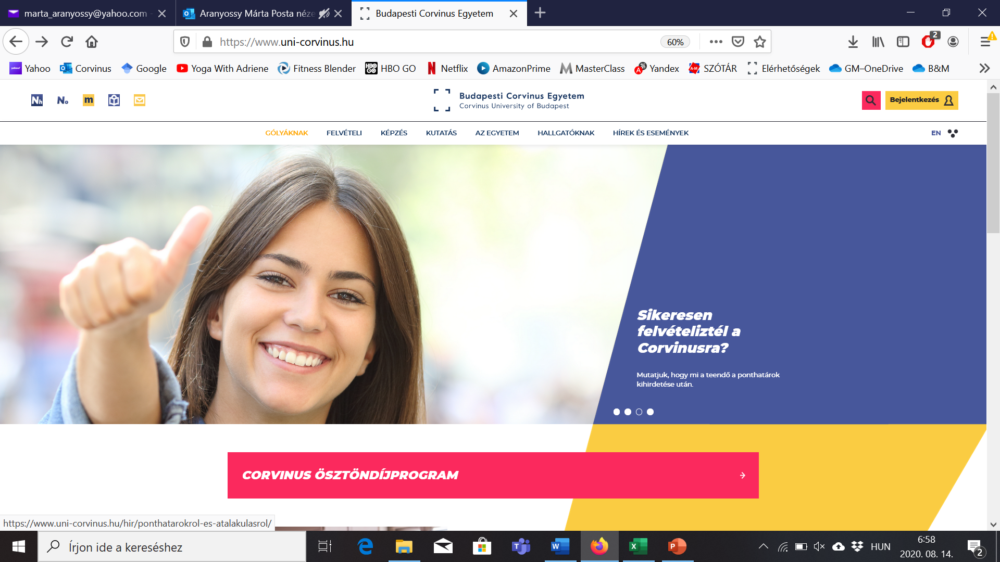 marta_aranyossy@yahoo.com
Aranyossy Márta Posta néze
Budapesti Corvinus Egyetem
https://www.uni-corvinus.hu
60%
2
Yahoo
Corvinus
Google
Yoga With Adriene
Fitness Blender
HBO GO
Netflix
AmazonPrime
MasterClass
Yandex
SZÓTÁR
Elérhetőségek
GM–OneDrive
B&M
Nh
No
m
Budapesti Corvinus Egyetem
Corvinus University of Budapest
Bejelentkezés
GÓLYÁKNAK
FELVÉTELI
KÉPZÉS
KUTATÁS
AZ EGYETEM
HALLGATÓKNAK
HÍREK ÉS ESEMÉNYEK
EN
Sikeresen
felvételiztél a
Corvinusra?
Mutatjuk, hogy mi a teendő a ponthatárok
kihirdetése után.
CORVINUS ÖSZTÖNDÍJPROGRAM
https://www.uni-corvinus.hu/hir/ponthatarokrol-es-atalakulasrol/
Írjon ide a kereséshez
HUN
6:58
2020. 08. 14.
2